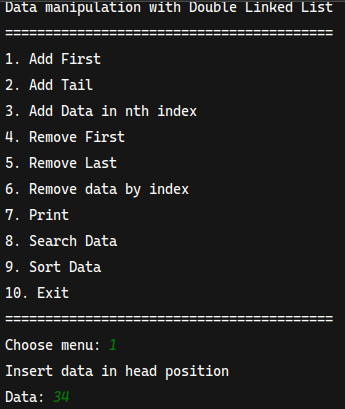 Data manipulation with Double Linked List
=========================================
1. Add First
2. Add Tail
3. Add Data in nth index
4. Remove First
5. Remove Last
6. Remove data by index
7. Print
8. Search Data
9. Sort Data
10. Exit
=========================================
Choose menu: 1
Insert data in head position
Data: 34